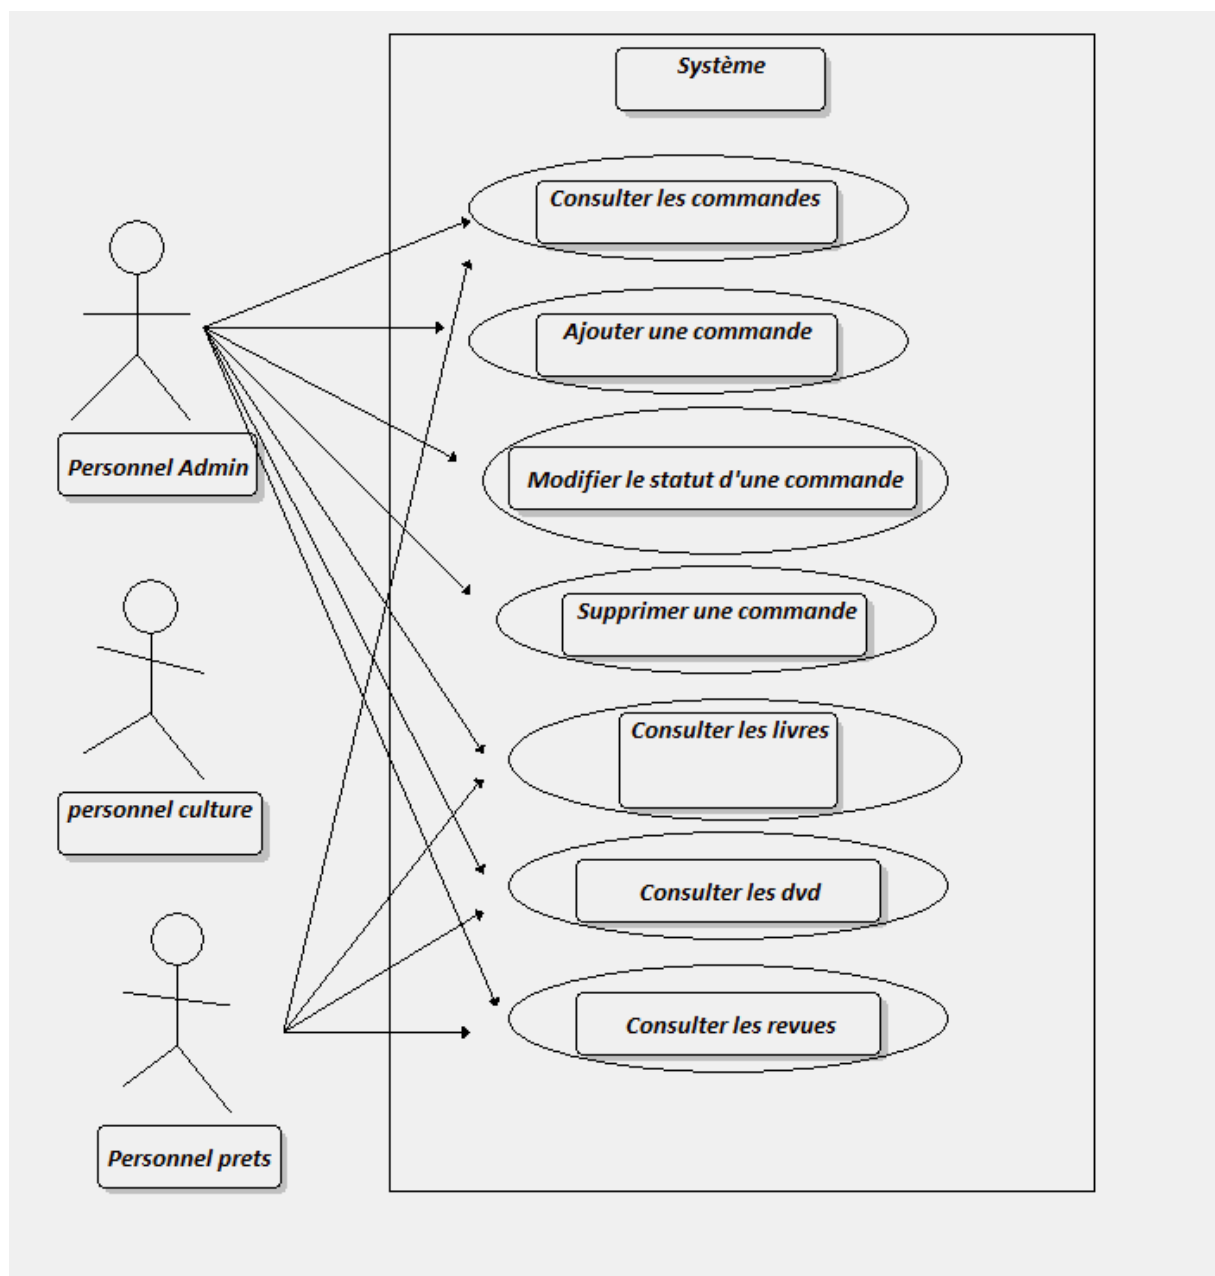 Système
Consulter les commandes
Ajouter une commande
Personnel Admin
Modifier le statut d'une commande
Supprimer une commande
Consulter les livres
personnel culture
Consulter les dvd
Consulter les revues
Personnel prets